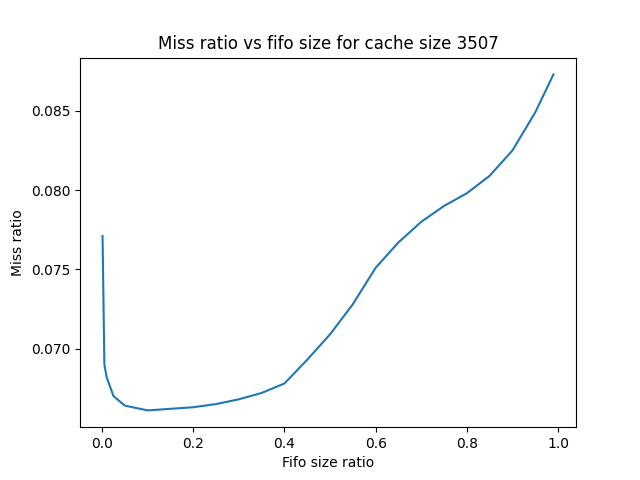 Miss ratio vs fifo size for cache size 3507
0.085
0.080
0.075
0.070
Miss ratio
0.0 0.2 0.4 0.6 0.8 1.0
Fifo size ratio